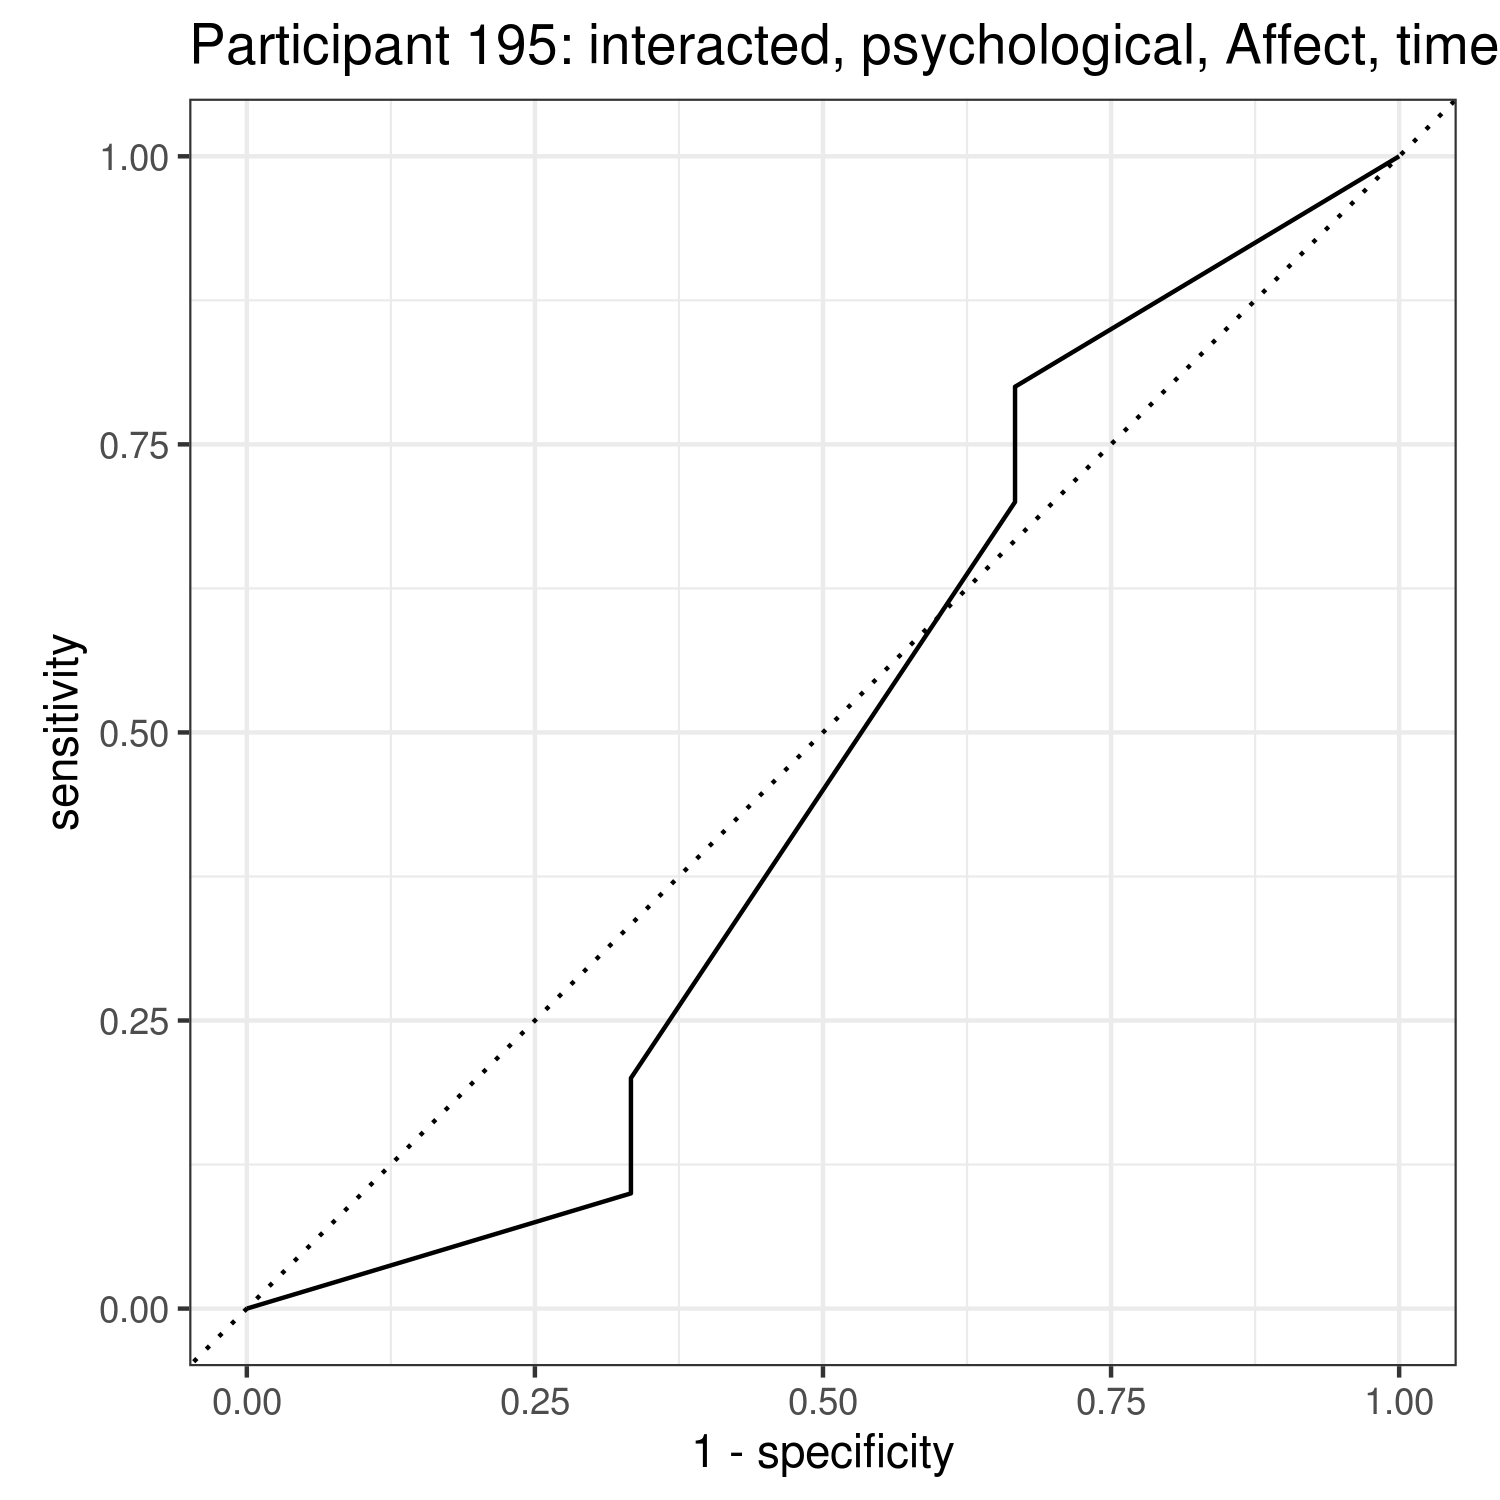 Participant 195: interacted, psychological, Affect, time
1.00
0.75
0.50
0.25
0.00
sensitivity
0.00 0.25 0.50 0.75 1.00
1 - specificity